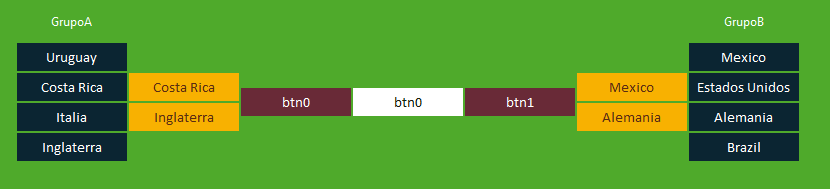 GrupoA
GrupoB
Uruguay
Mexico
Costa Rica
Costa Rica
Mexico
Estados Unidos
btn0
btn0
btn1
Italia
Inglaterra
Alemania
Alemania
Inglaterra
Brazil